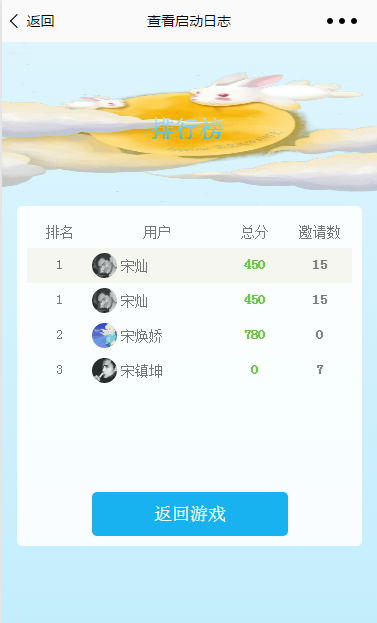 返回 查看启动日志
排行榜
排名 用户 总分 邀请数
1 宋灿 450 15
1 宋灿 450 15
2 宋焕娇 780 0
3 宋镇坤 0 7
返回游戏